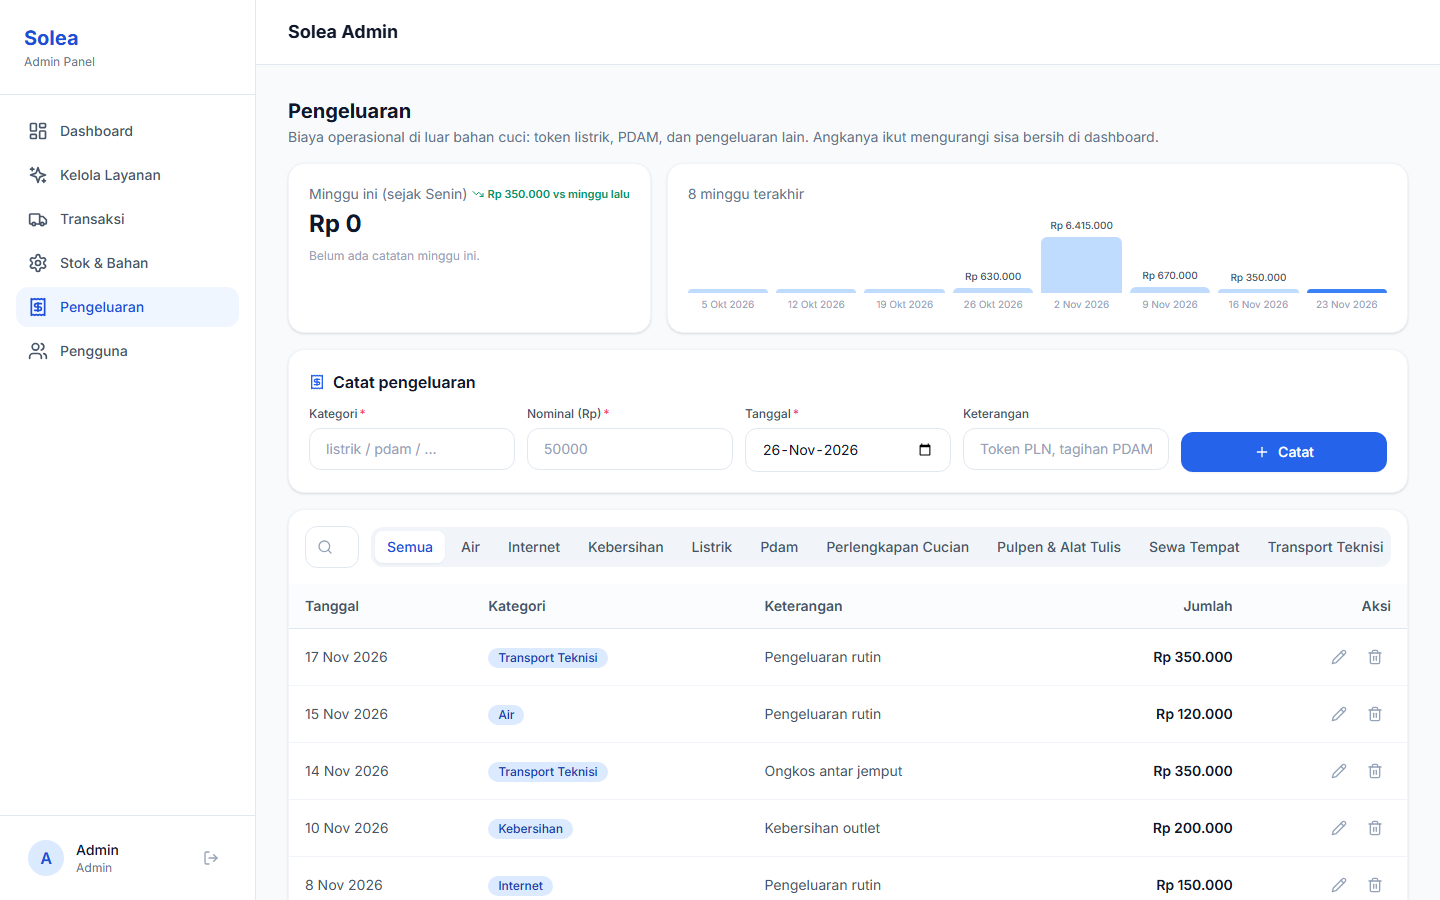 Solea
Admin Panel
Dashboard
Kelola Layanan
Transaksi
Stok & Bahan
Pengeluaran
Pengguna
A
Admin
Admin
Solea Admin
Pengeluaran
Biaya operasional di luar bahan cuci: token listrik, PDAM, dan pengeluaran lain. Angkanya ikut mengurangi sisa bersih di dashboard.
Minggu ini (sejak Senin) Rp 350.000 vs minggu lalu
Rp 0
Belum ada catatan minggu ini.
8 minggu terakhir
Rp 630.000 Rp 6.415.000 Rp 670.000 Rp 350.000
5 Okt 2026 12 Okt 2026 19 Okt 2026 26 Okt 2026 2 Nov 2026 9 Nov 2026 16 Nov 2026 23 Nov 2026
Catat pengeluaran
Kategori * Nominal (Rp) * Tanggal * Keterangan
listrik / pdam / ... 50000 26-Nov-2026 Token PLN, tagihan PDAM + Catat
Semua Air Internet Kebersihan Listrik Pdam Perlengkapan Cucian Pulpen & Alat Tulis Sewa Tempat Transport Teknisi
Tanggal Kategori Keterangan Jumlah Aksi
17 Nov 2026 Transport Teknisi Pengeluaran rutin Rp 350.000
15 Nov 2026 Air Pengeluaran rutin Rp 120.000
14 Nov 2026 Transport Teknisi Ongkos antar jemput Rp 350.000
10 Nov 2026 Kebersihan Kebersihan outlet Rp 200.000
8 Nov 2026 Internet Pengeluaran rutin Rp 150.000